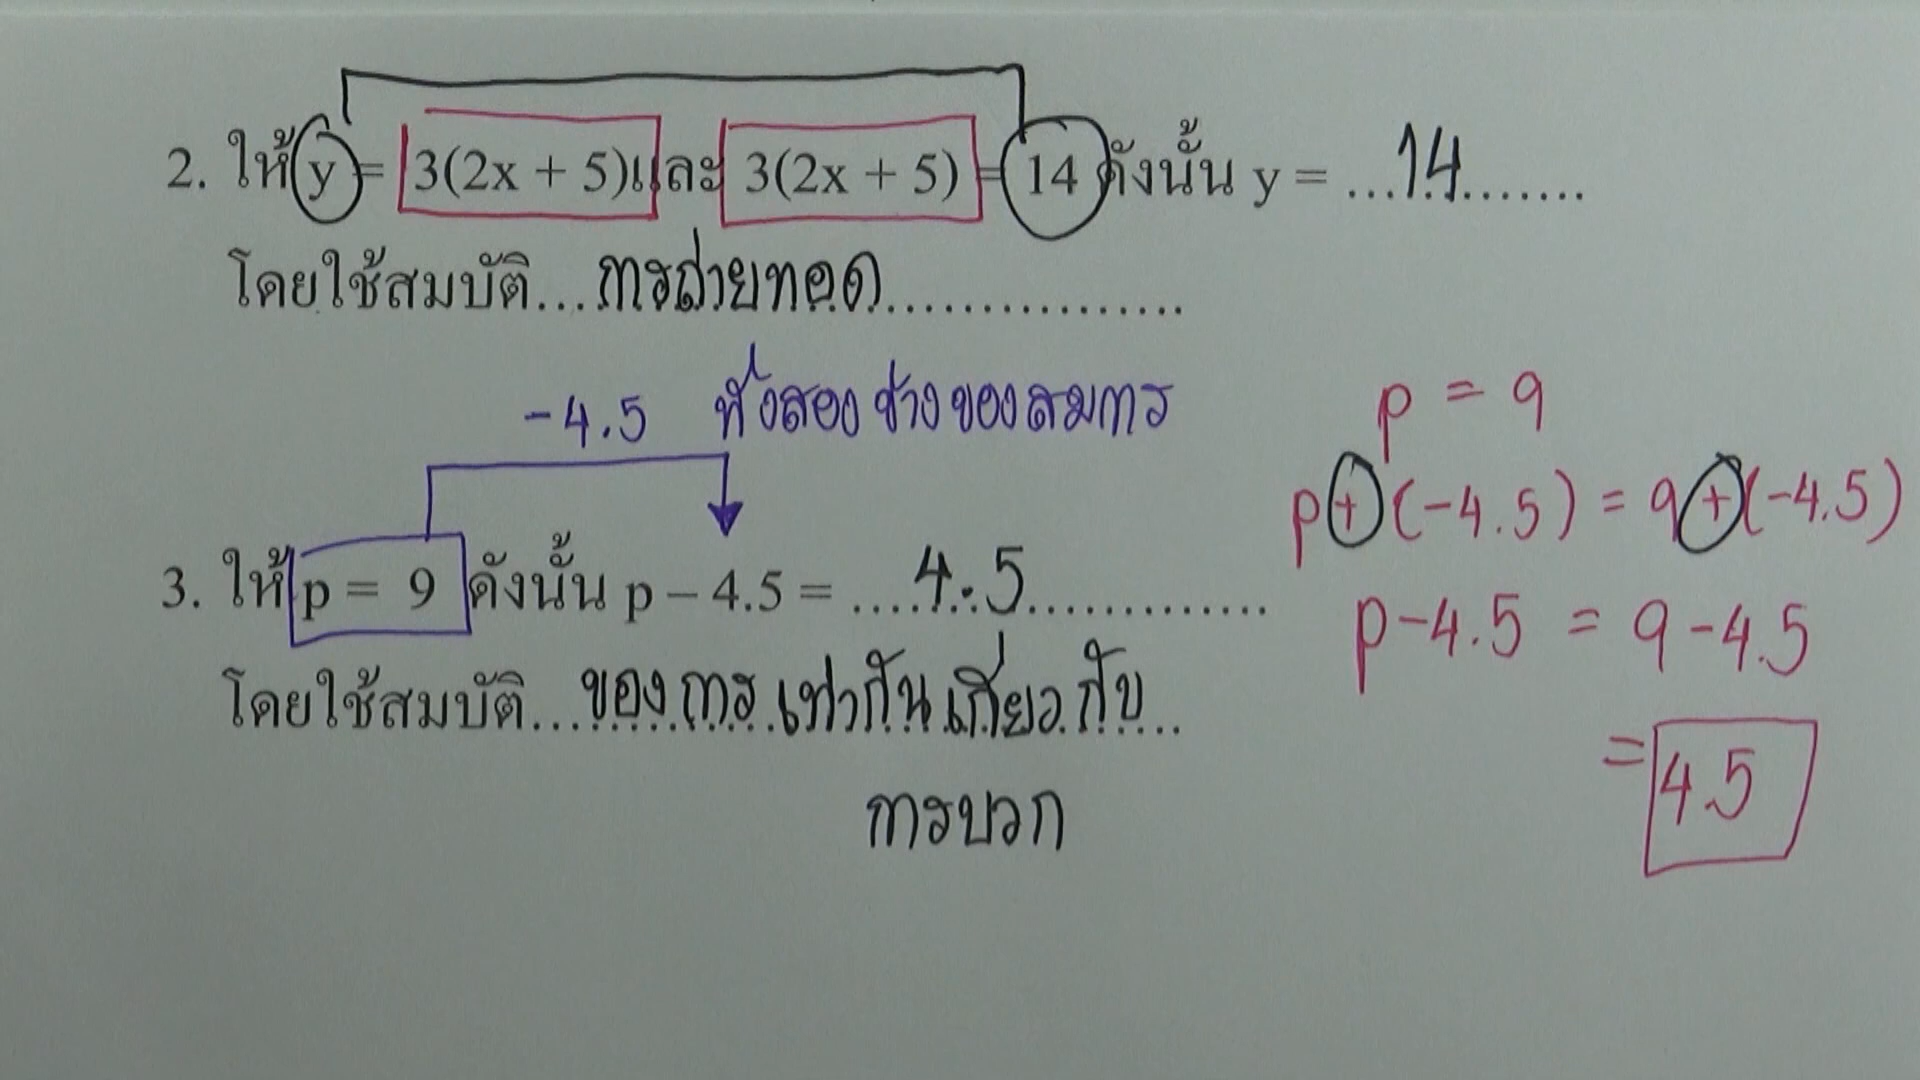 2. ให้ y = 3(2x + 5)และ 3(2x + 5) = 14 ดังนั้น y = ...14.......
โดยใช้สมบัติ...การถ่ายทอด................
-4.5 ทั้งสองข้างของสมการ
3. ให้ p = 9 ดังนั้น p – 4.5 = ....4.5.............
โดยใช้สมบัติ...ของการเท่ากันเกี่ยวกับ...
การบวก
p = 9
p + (-4.5) = 9 + (-4.5)
p - 4.5 = 9 - 4.5
= 4.5